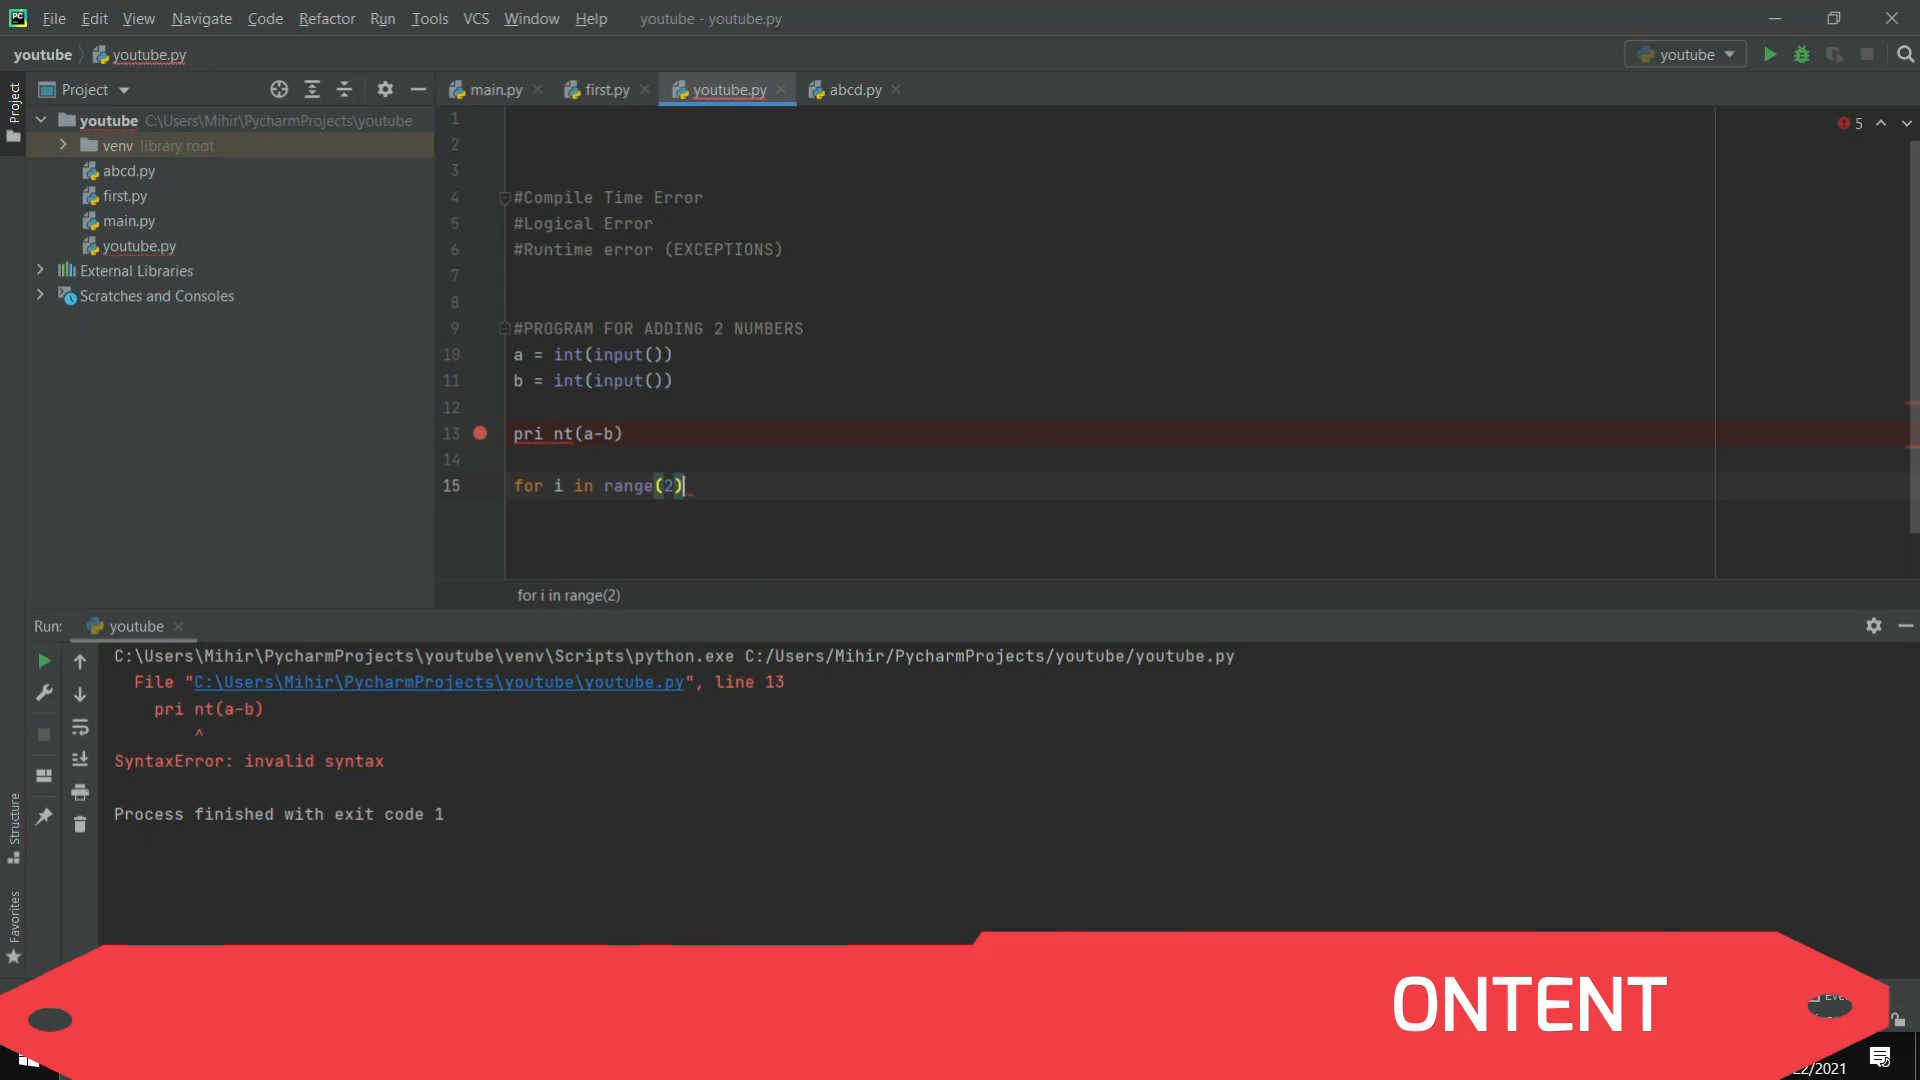 File Edit View Navigate Code Refactor Run Tools VCS Window Help youtube - youtube.py
youtube youtube.py youtube
Project main.py first.py youtube.py abcd.py
Project
youtube C:\Users\Mihir\PycharmProjects\youtube
venv library root
abcd.py
first.py
main.py
youtube.py
External Libraries
Scratches and Consoles
5
1
2
3
4 #Compile Time Error
5 #Logical Error
6 #Runtime error (EXCEPTIONS)
7
8
9 #PROGRAM FOR ADDING 2 NUMBERS
10 a = int(input())
11 b = int(input())
12
13 pri nt(a-b)
14
15 for i in range(2)
for i in range(2)
Run: youtube
C:\Users\Mihir\PycharmProjects\youtube\venv\Scripts\python.exe C:/Users/Mihir/PycharmProjects/youtube/youtube.py
File "C:\Users\Mihir\PycharmProjects\youtube\youtube.py", line 13
pri nt(a-b)
^
SyntaxError: invalid syntax
Process finished with exit code 1
Structure
Favorites
ONTENT
22/2021